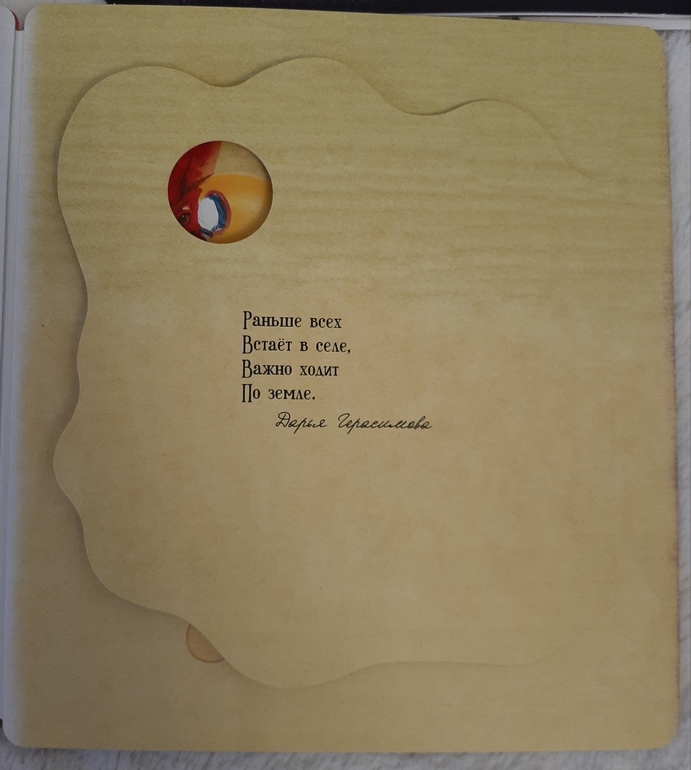 Раньше всех
Встаёт в селе,
Важно ходит
По земле.
Дарья Герасимова